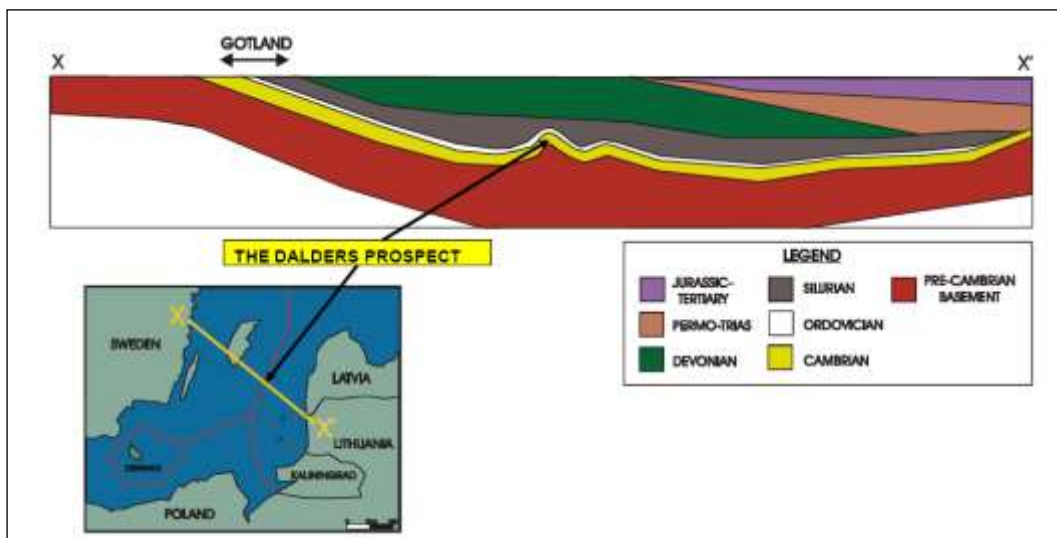 GOTLAND
X
X'
THE DALDERS PROSPECT
LEGEND
JURASSIC-
TERTIARY
SILURIAN
PRE-CAMBRIAN
BASEMENT
PERMO-TRIAS
ORDOVICIAN
DEVONIAN
CAMBRIAN
X
SWEDEN
LATVIA
X'
LITHUANIA
KALININGRAD
POLAND